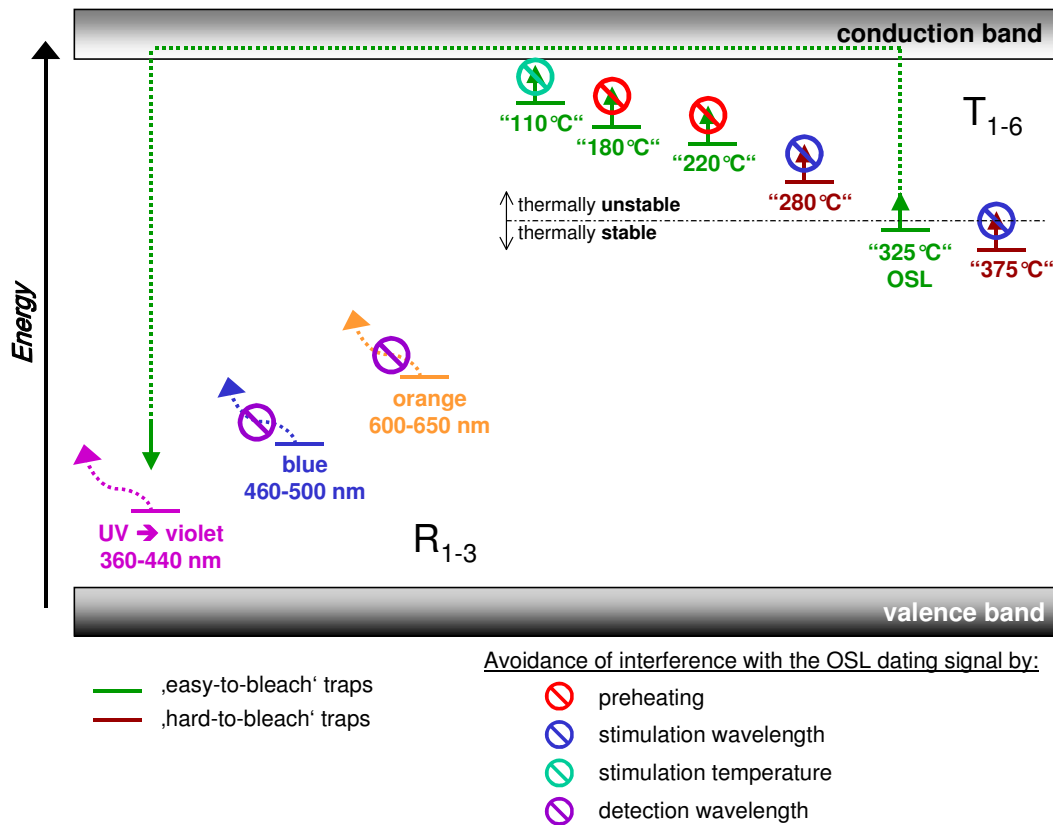 conduction band
Energy
T1-6
“110°C“
“180°C“
“220°C“
“280°C“
thermally unstable
thermally stable
“325°C“
OSL
“375°C“
orange
600-650 nm
blue
460-500 nm
UV ➔ violet
360-440 nm
R1-3
valence band
‚easy-to-bleach‘ traps
‚hard-to-bleach‘ traps
Avoidance of interference with the OSL dating signal by:
preheating
stimulation wavelength
stimulation temperature
detection wavelength